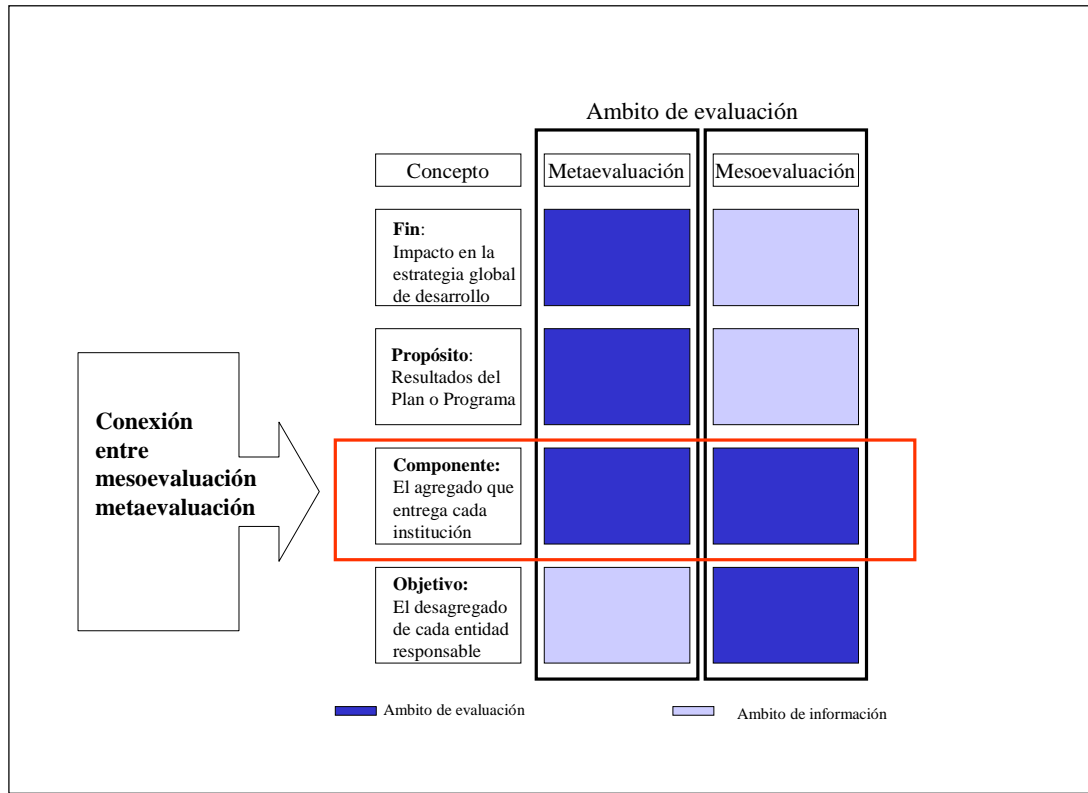 Ambito de evaluación
Concepto
Metaevaluación
Mesoevaluación
Fin:
Impacto en la
estrategia global
de desarrollo
Propósito:
Resultados del
Plan o Programa
Conexión
entre
mesoevaluación
metaevaluación
Componente:
El agregado que
entrega cada
institución
Objetivo:
El desagregado
de cada entidad
responsable
Ambito de evaluación
Ambito de información